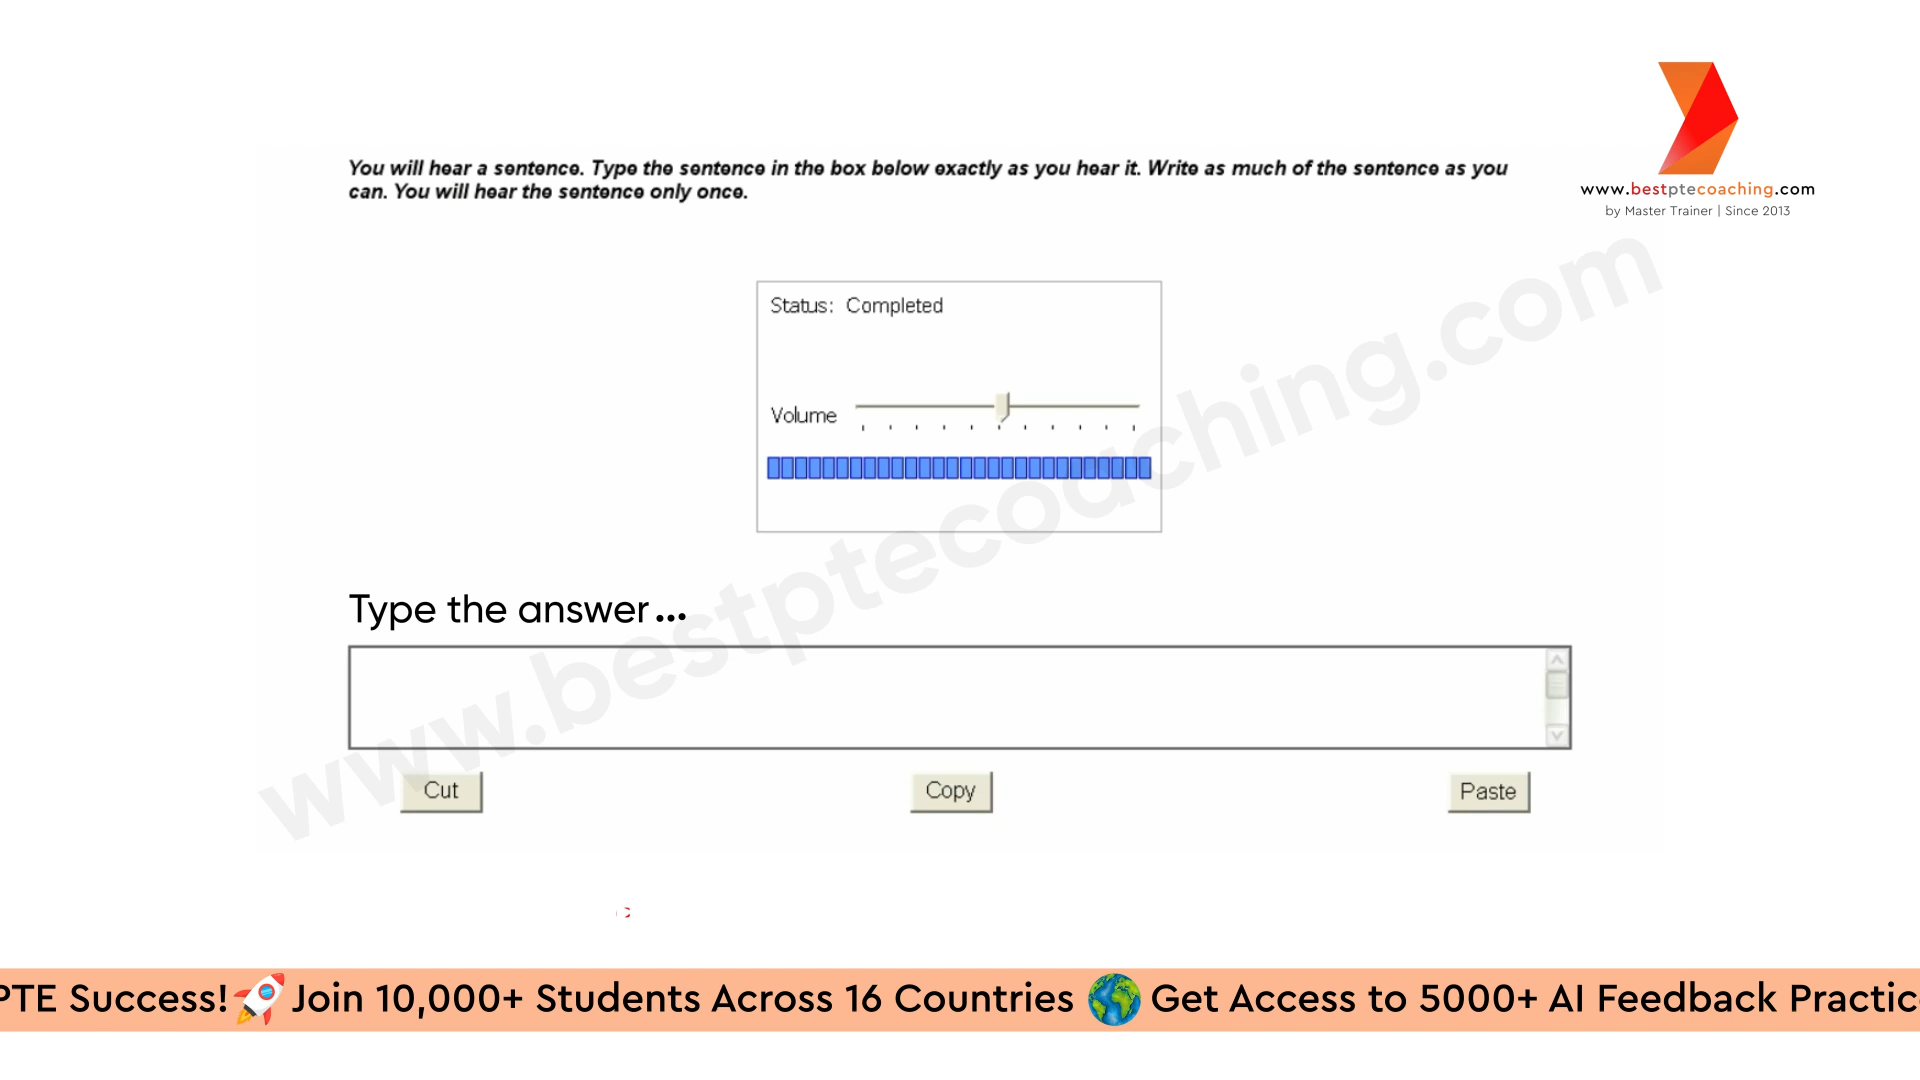 You will hear a sentence. Type the sentence in the box below exactly as you hear it. Write as much of the sentence as you
can. You will hear the sentence only once.
www.bestptecoaching.com
by Master Trainer | Since 2013
Status: Completed
Volume
www.bestptecoaching.com
Type the answer...
Cut
Copy
Paste
PTE Success! Join 10,000+ Students Across 16 Countries Get Access to 5000+ AI Feedback Practic